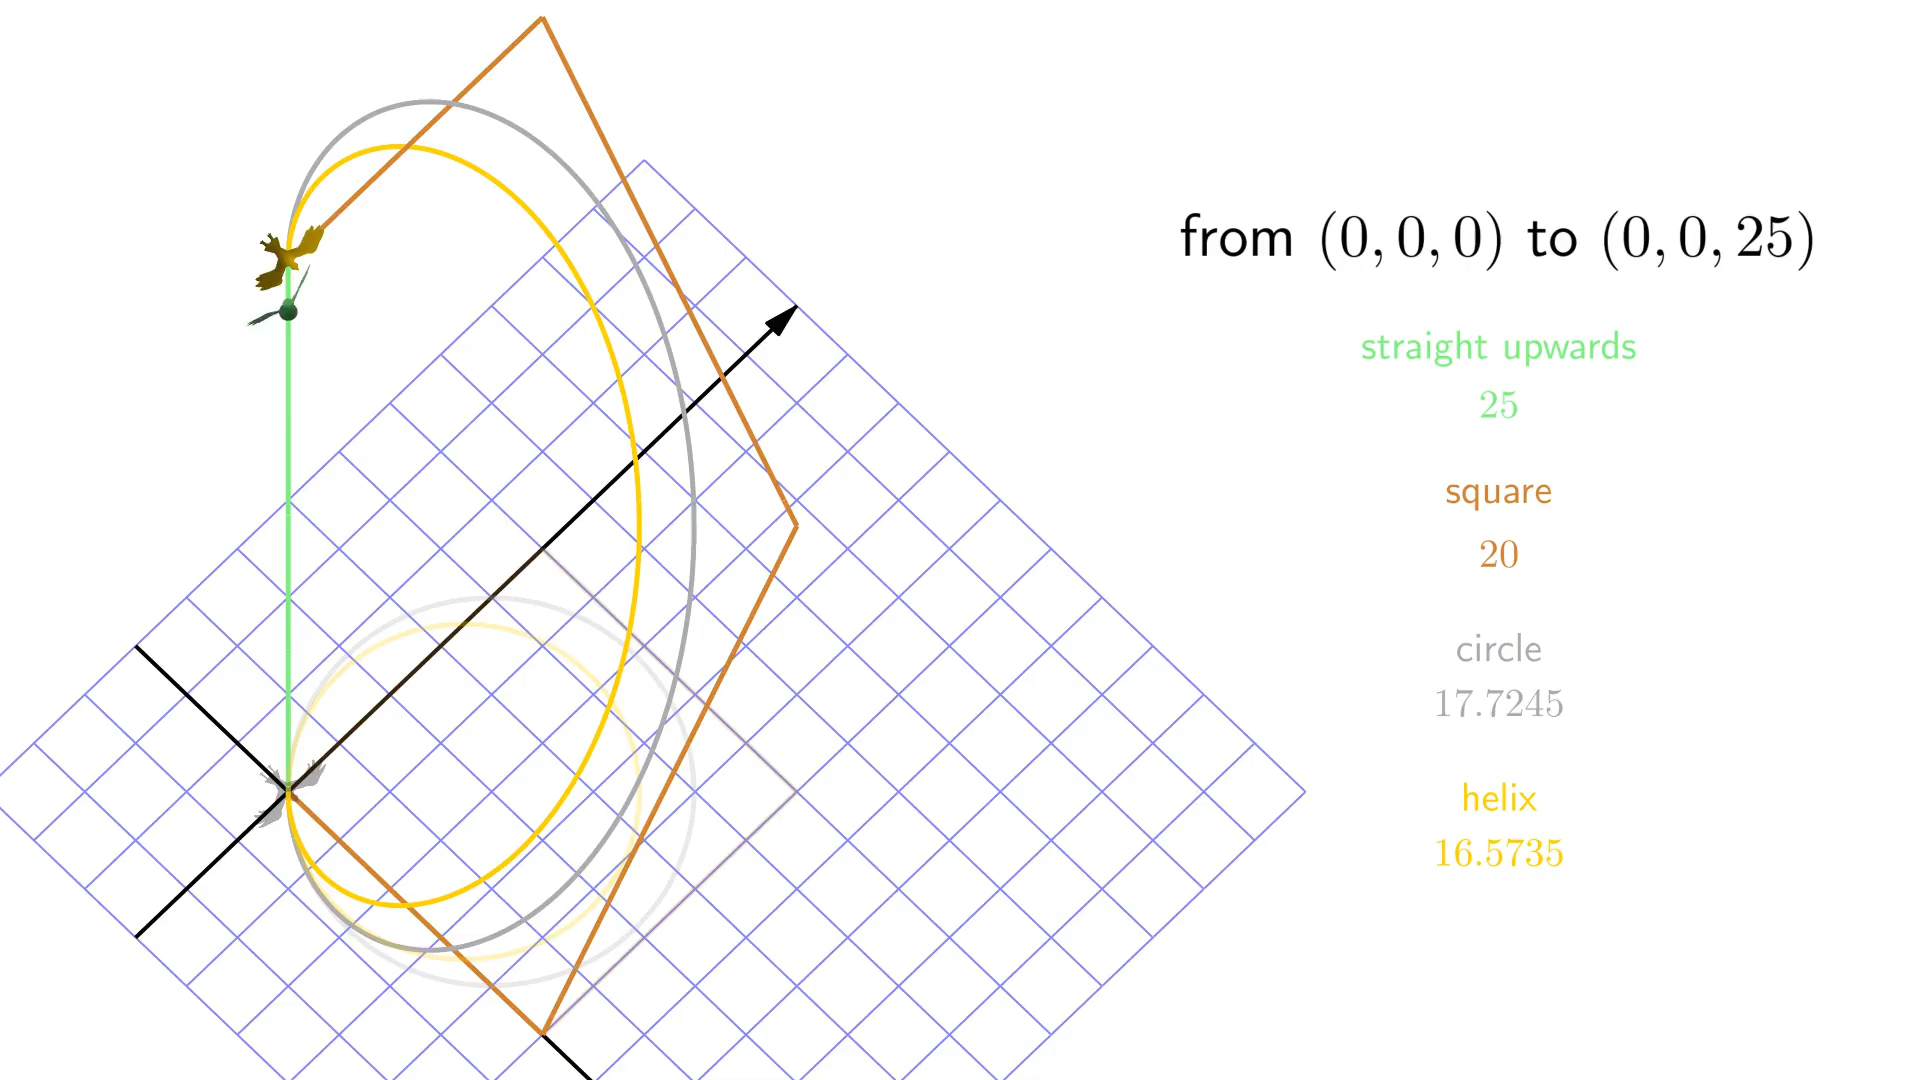 from (0, 0, 0) to (0, 0, 25)
straight upwards
25
square
20
circle
17.7245
helix
16.5735